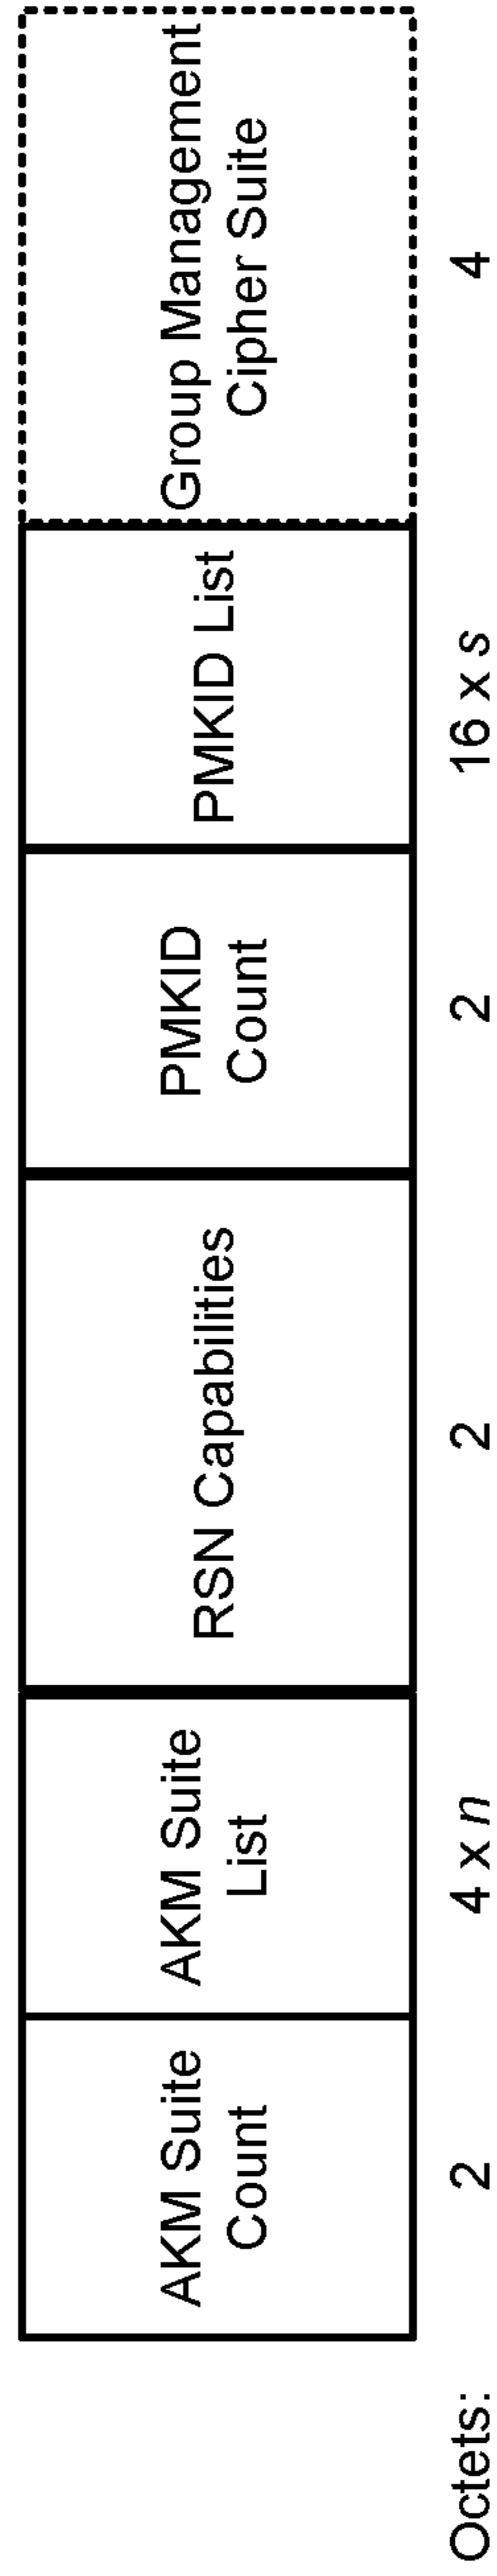 AKM Suite
Count
AKM Suite
List
RSN Capabilities
PMKID
Count
PMKID List
Group Management
Cipher Suite
Octets: 2 4 x n 2 2 16 x s 4